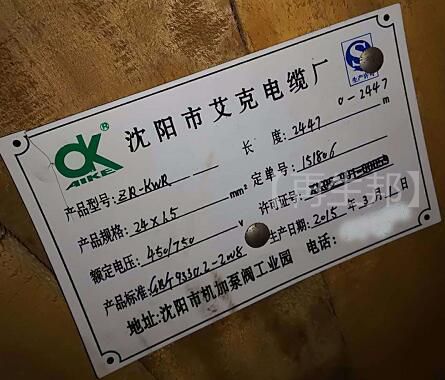 AIKE ®
沈阳市艾克电缆厂
0-2447
长 度: 2447 m
产品型号: ZR-KVVR
产品规格: 24×1.5 mm²
定单号: 151806
额定电压: 450/750 V
许可证号:
产品标准: GB/T9330.2-2008
生产日期: 2015 年 3 月 1 日
地址: 沈阳市机加泵阀工业园
电话: